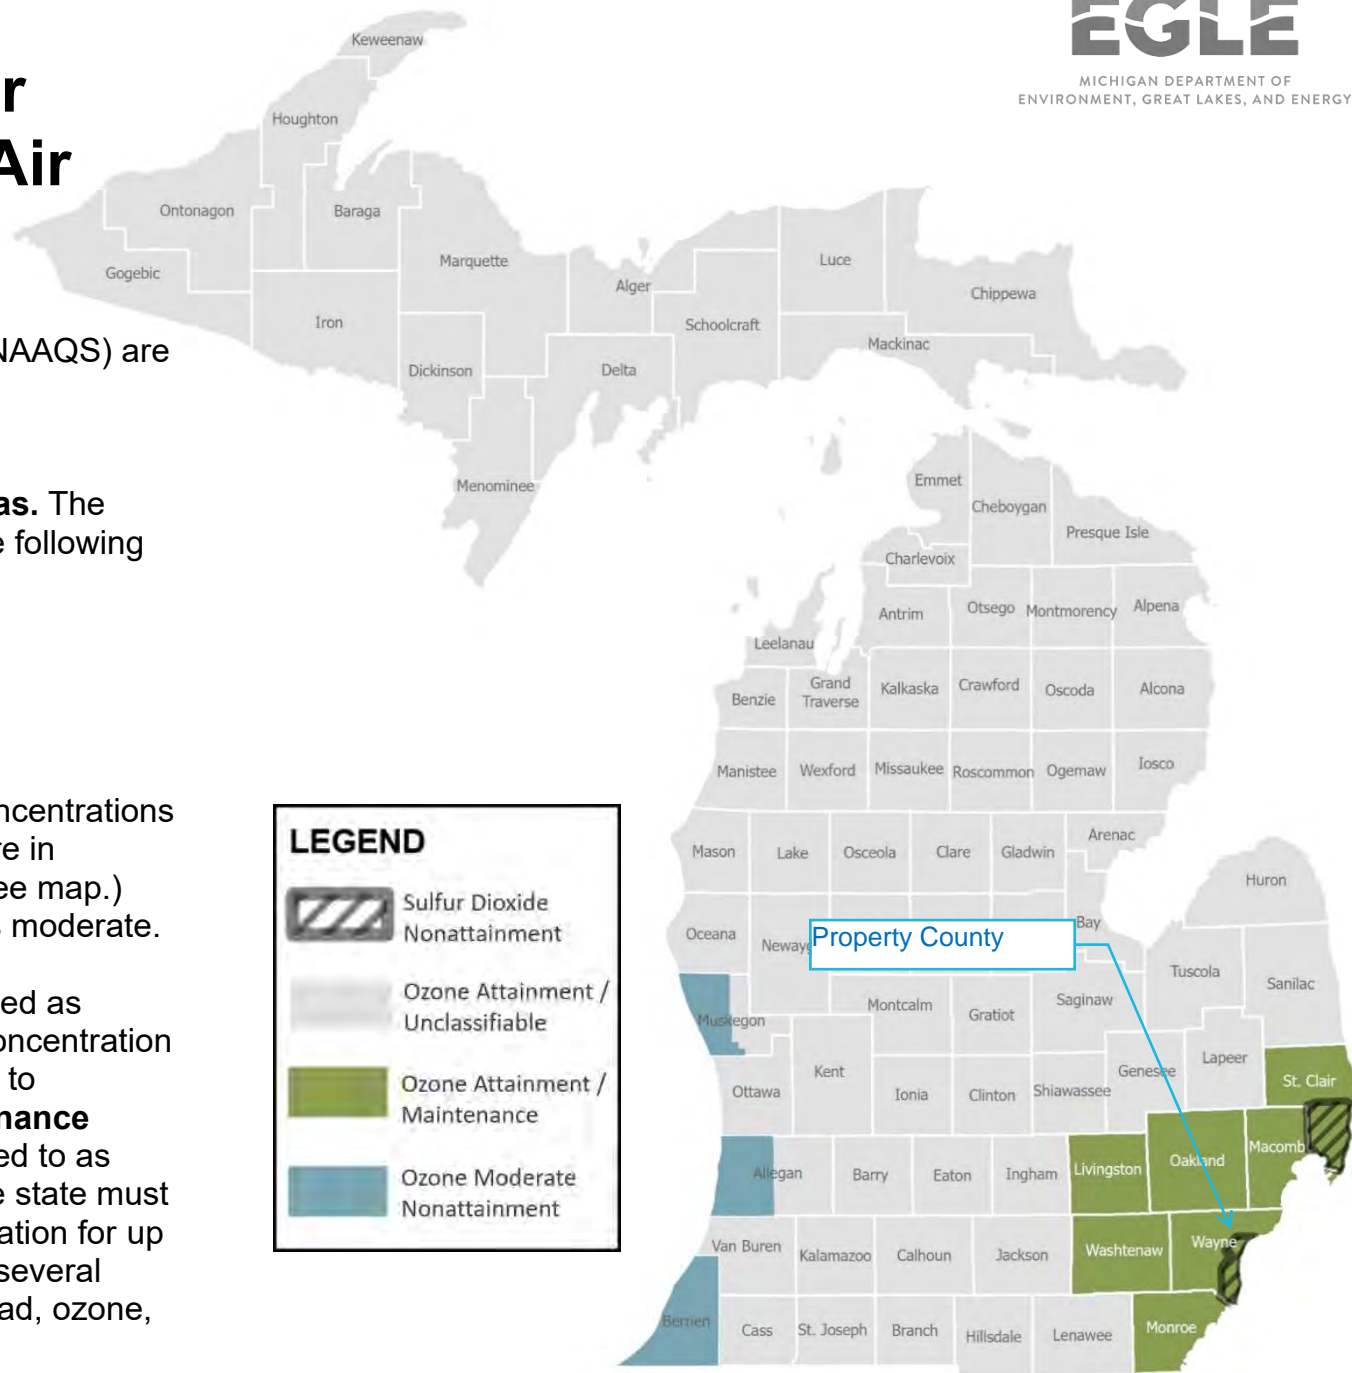 EGLE
MICHIGAN DEPARTMENT OF
ENVIRONMENT, GREAT LAKES, AND ENERGY
r
Air
NAAQS) are
as. The
e following
ncentrations
re in
ee map.)
s moderate.
ed as
oncentration
to
nance
ed to as
e state must
ation for up
several
ad, ozone,
Keweenaw
Houghton
Ontonagon
Baraga
Gogebic
Marquette
Iron
Alger
Luce
Chippewa
Schoolcraft
Mackinac
Dickinson
Delta
Menominee
Emmet
Cheboygan
Presque Isle
Charlevoix
Antrim
Otsego
Montmorency
Alpena
Leelanau
Benzie
Grand
Traverse
Kalkaska
Crawford
Oscoda
Alcona
Manistee
Wexford
Missaukee
Roscommon
Ogemaw
Iosco
Mason
Lake
Osceola
Clare
Gladwin
Arenac
Huron
Oceana
Newayg
Property County
Bay
Tuscola
Sanilac
Muskegon
Montcalm
Gratiot
Saginaw
Ottawa
Kent
Ionia
Clinton
Shiawassee
Genesee
Lapeer
St. Clair
Allegan
Barry
Eaton
Ingham
Livingston
Oakland
Macomb
Van Buren
Kalamazoo
Calhoun
Jackson
Washtenaw
Wayne
Berrien
Cass
St. Joseph
Branch
Hillsdale
Lenawee
Monroe
LEGEND
Sulfur Dioxide
Nonattainment
Ozone Attainment /
Unclassifiable
Ozone Attainment /
Maintenance
Ozone Moderate
Nonattainment